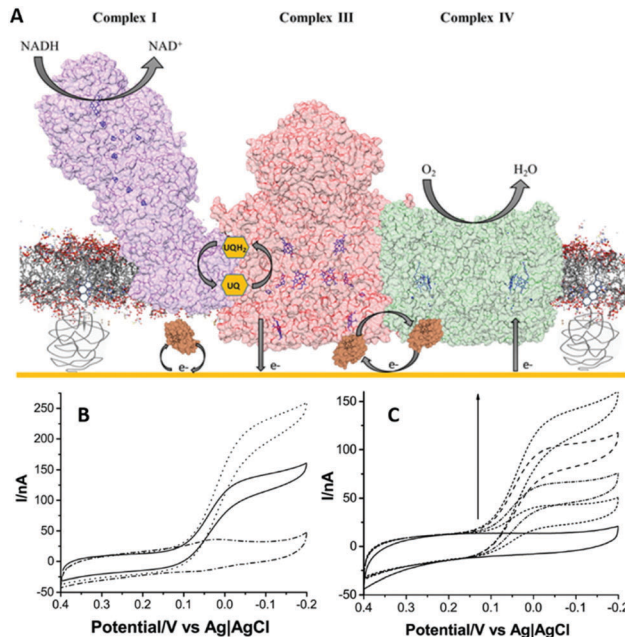 A
Complex I Complex III Complex IV
NADH NAD⁺
O₂ H₂O
UQH₂
UQ
e- e- e- e- e-
B
I/nA
250
200
150
100
50
0
-50
0.4 0.3 0.2 0.1 0.0 -0.1 -0.2
Potential/V vs Ag|AgCl
C
I/nA
150
100
50
0
-50
0.4 0.3 0.2 0.1 0.0 -0.1 -0.2
Potential/V vs Ag|AgCl